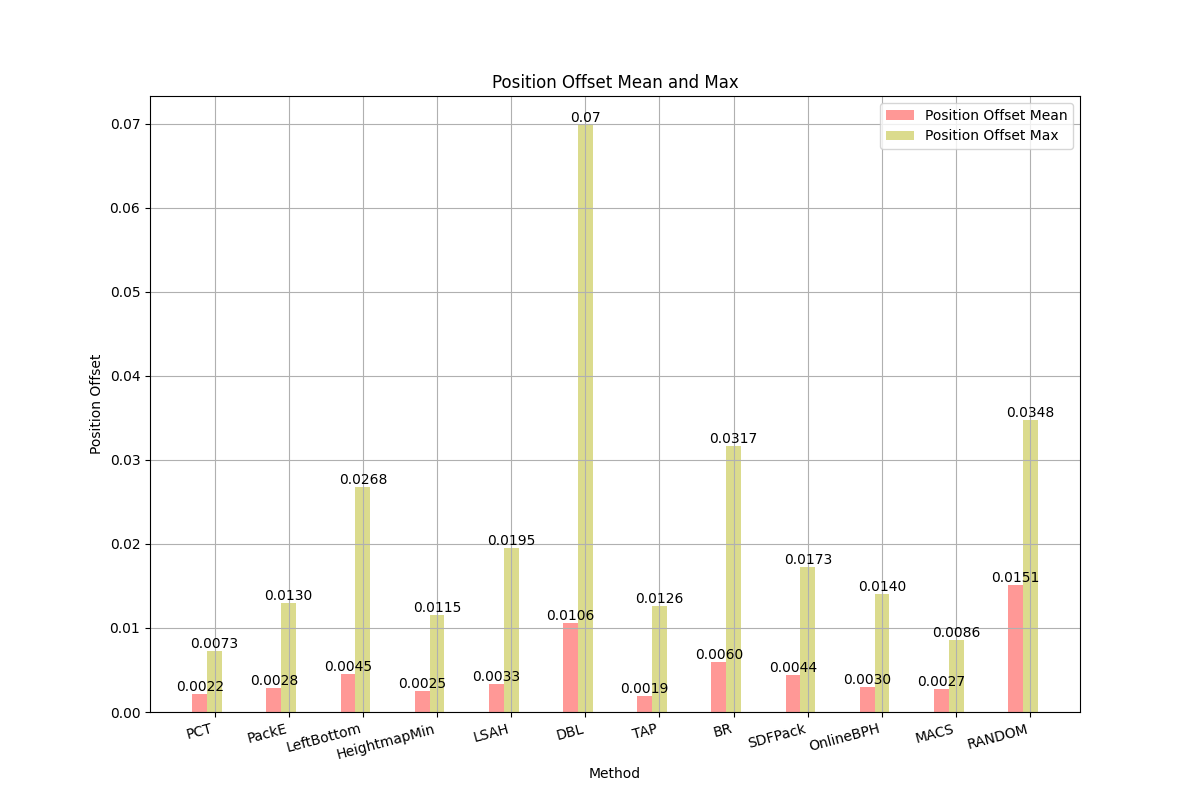 Position Offset Mean and Max
Position Offset Mean
Position Offset Max
Position Offset
0.07
0.06
0.05
0.04
0.03
0.02
0.01
0.00
0.0022
0.0073
0.0028
0.0130
0.0045
0.0268
0.0025
0.0115
0.0033
0.0195
0.0106
0.07
0.0019
0.0126
0.0060
0.0317
0.0044
0.0173
0.0030
0.0140
0.0027
0.0086
0.0151
0.0348
PCT
PackE
LeftBottom
HeightmapMin
LSAH
DBL
TAP
BR
SDFPack
OnlineBPH
MACS
RANDOM
Method